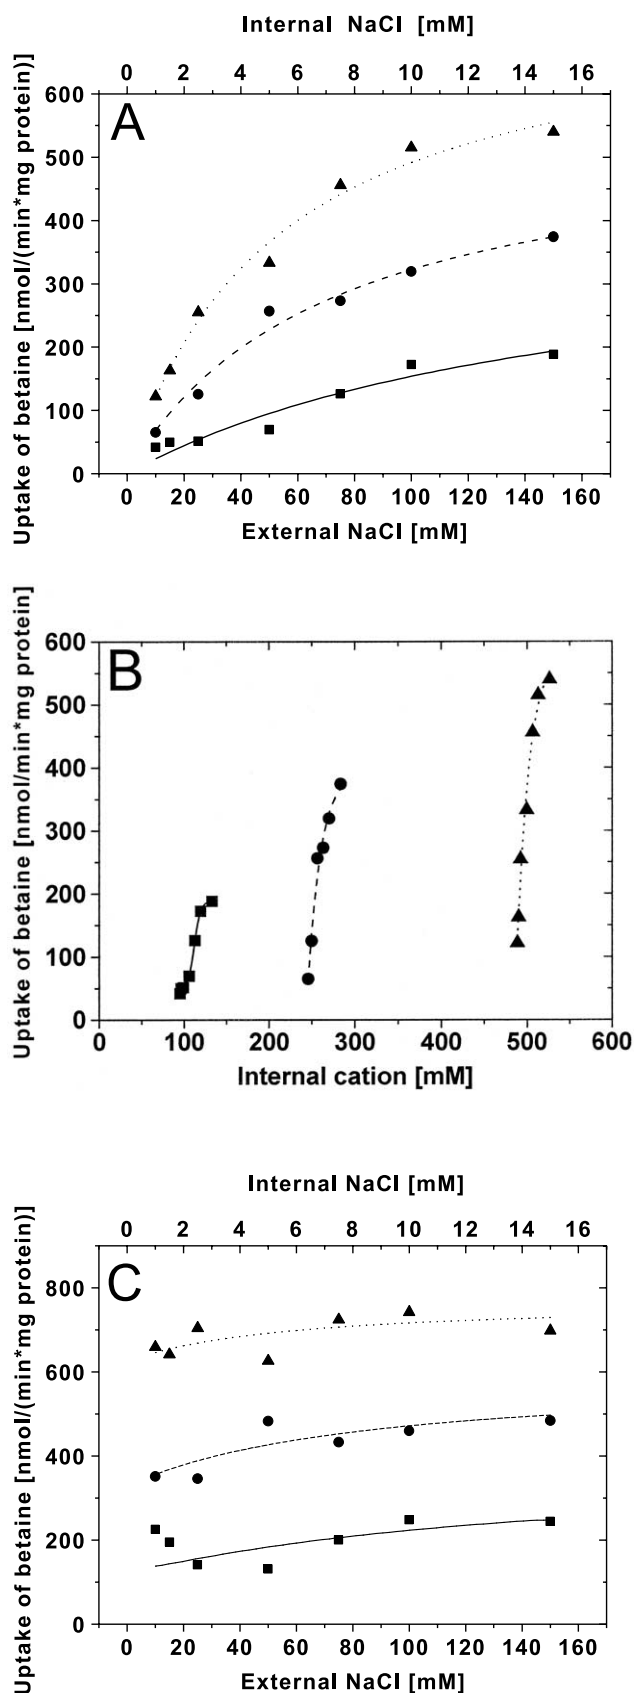 Internal NaCl [mM]
0 2 4 6 8 10 12 14 16
A
600
500
400
300
200
100
0
Uptake of betaine [nmol/(min*mg protein)]
0 20 40 60 80 100 120 140 160
External NaCl [mM]
B
600
500
400
300
200
100
0
Uptake of betaine [nmol/min*mg protein]
0 100 200 300 400 500 600
Internal cation [mM]
Internal NaCl [mM]
0 2 4 6 8 10 12 14 16
C
800
600
400
200
0
Uptake of betaine [nmol/(min*mg protein)]
0 20 40 60 80 100 120 140 160
External NaCl [mM]